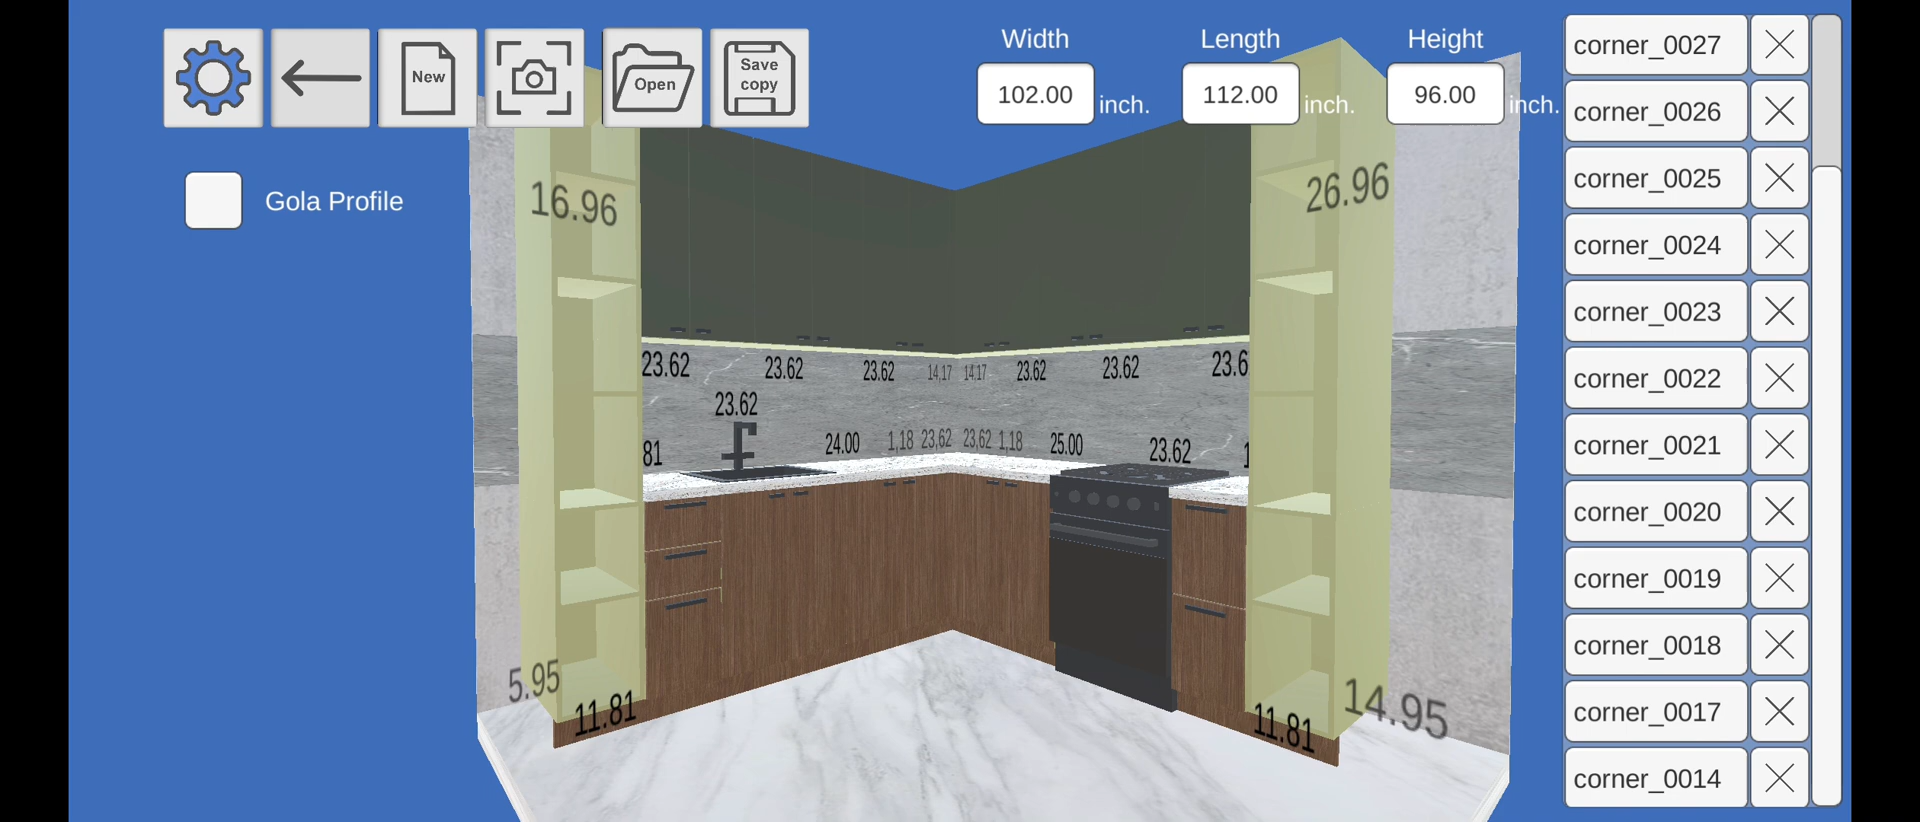 New
Open
Save
copy
Width
Length
Height
102.00
inch.
112.00
inch.
96.00
inch.
Gola Profile
16.96
26.96
23.62
23.62
23.62
14,17
14,17
23.62
23.62
23.6
23.62
81
24.00
1,18
23,62
23,62
1,18
25.00
23.62
1
5.95
11.81
11.81
14.95
corner_0027
corner_0026
corner_0025
corner_0024
corner_0023
corner_0022
corner_0021
corner_0020
corner_0019
corner_0018
corner_0017
corner_0014